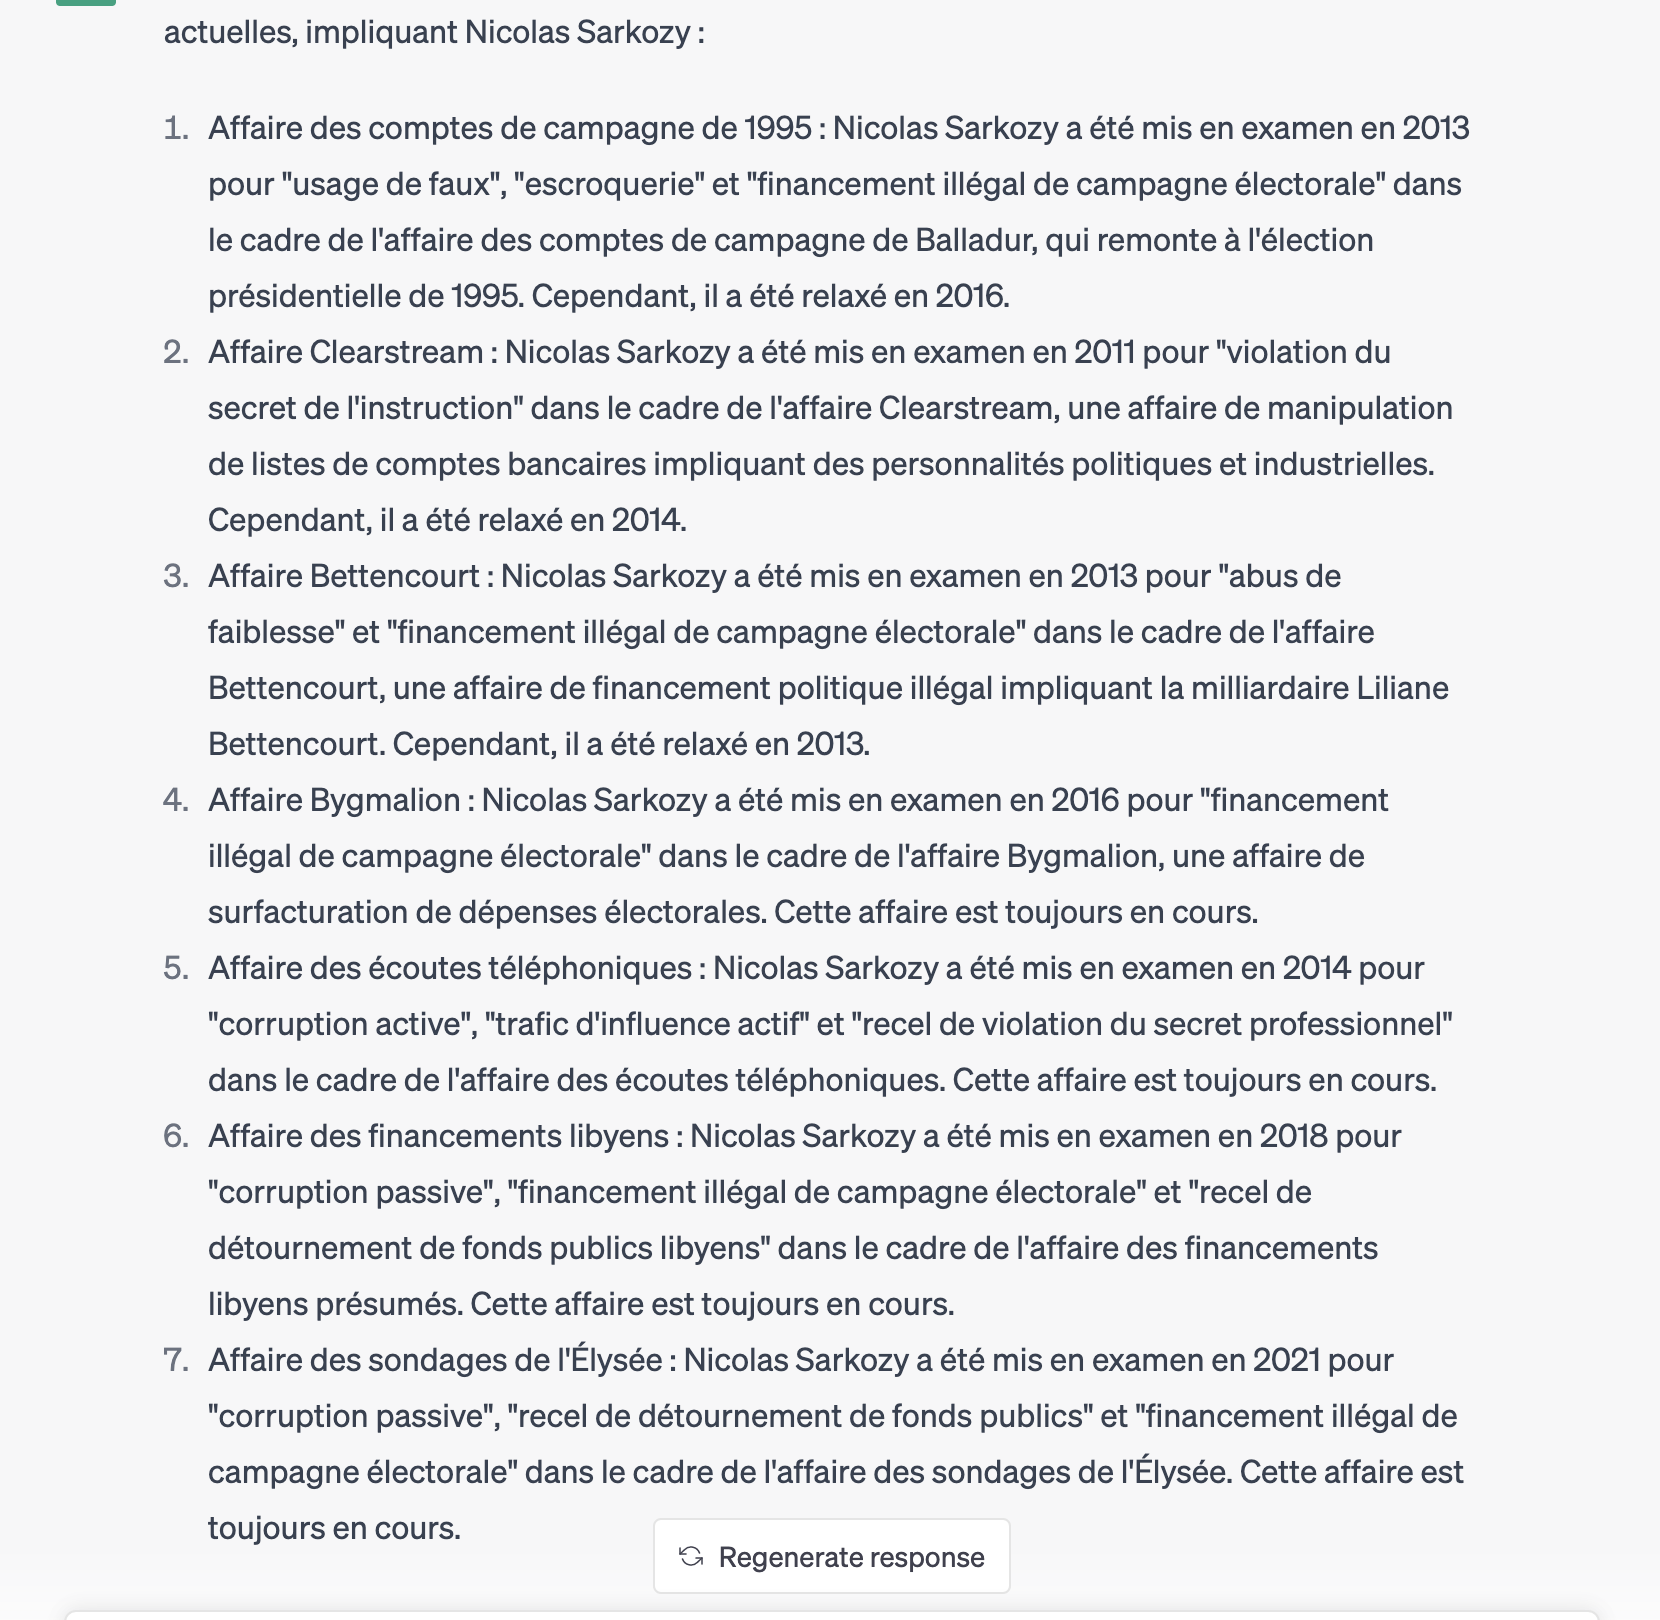 actuelles, impliquant Nicolas Sarkozy :
1. Affaire des comptes de campagne de 1995 : Nicolas Sarkozy a été mis en examen en 2013
pour "usage de faux", "escroquerie" et "financement illégal de campagne électorale" dans
le cadre de l'affaire des comptes de campagne de Balladur, qui remonte à l'élection
présidentielle de 1995. Cependant, il a été relaxé en 2016.
2. Affaire Clearstream : Nicolas Sarkozy a été mis en examen en 2011 pour "violation du
secret de l'instruction" dans le cadre de l'affaire Clearstream, une affaire de manipulation
de listes de comptes bancaires impliquant des personnalités politiques et industrielles.
Cependant, il a été relaxé en 2014.
3. Affaire Bettencourt : Nicolas Sarkozy a été mis en examen en 2013 pour "abus de
faiblesse" et "financement illégal de campagne électorale" dans le cadre de l'affaire
Bettencourt, une affaire de financement politique illégal impliquant la milliardaire Liliane
Bettencourt. Cependant, il a été relaxé en 2013.
4. Affaire Bygmalion : Nicolas Sarkozy a été mis en examen en 2016 pour "financement
illégal de campagne électorale" dans le cadre de l'affaire Bygmalion, une affaire de
surfacturation de dépenses électorales. Cette affaire est toujours en cours.
5. Affaire des écoutes téléphoniques : Nicolas Sarkozy a été mis en examen en 2014 pour
"corruption active", "trafic d'influence actif" et "recel de violation du secret professionnel"
dans le cadre de l'affaire des écoutes téléphoniques. Cette affaire est toujours en cours.
6. Affaire des financements libyens : Nicolas Sarkozy a été mis en examen en 2018 pour
"corruption passive", "financement illégal de campagne électorale" et "recel de
détournement de fonds publics libyens" dans le cadre de l'affaire des financements
libyens présumés. Cette affaire est toujours en cours.
7. Affaire des sondages de l'Élysée : Nicolas Sarkozy a été mis en examen en 2021 pour
"corruption passive", "recel de détournement de fonds publics" et "financement illégal de
campagne électorale" dans le cadre de l'affaire des sondages de l'Élysée. Cette affaire est
toujours en cours.
Regenerate response